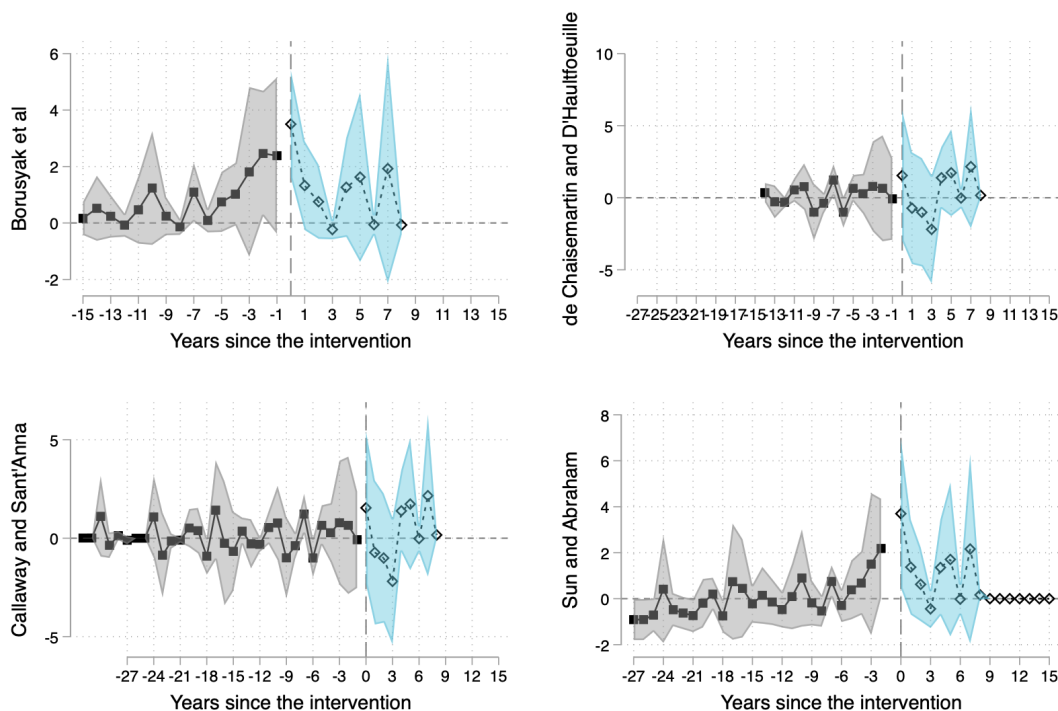 Borusyak et al
6
4
2
0
-2
-15 -13 -11 -9 -7 -5 -3 -1 1 3 5 7 9 11 13 15
Years since the intervention
de Chaisemartin and D'Haultfoeuille
10
5
0
-5
-27-25-23-21-19-17-15-13-11 -9 -7 -5 -3 -1 1 3 5 7 9 11 13 15
Years since the intervention
Callaway and Sant'Anna
5
0
-5
-27 -24 -21 -18 -15 -12 -9 -6 -3 0 3 6 9 12 15
Years since the intervention
Sun and Abraham
8
6
4
2
0
-2
-27 -24 -21 -18 -15 -12 -9 -6 -3 0 3 6 9 12 15
Years since the intervention